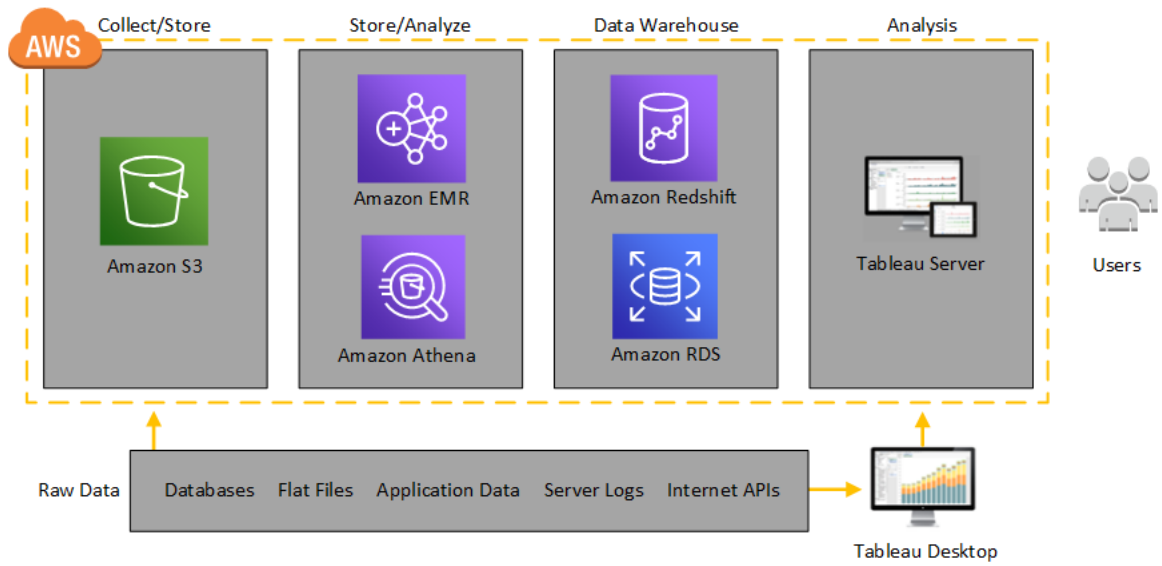 AWS
Collect/Store
Store/Analyze
Data Warehouse
Analysis
Amazon S3
Amazon EMR
Amazon Athena
Amazon Redshift
Amazon RDS
Tableau Server
Users
Raw Data
Databases
Flat Files
Application Data
Server Logs
Internet APIs
Tableau Desktop